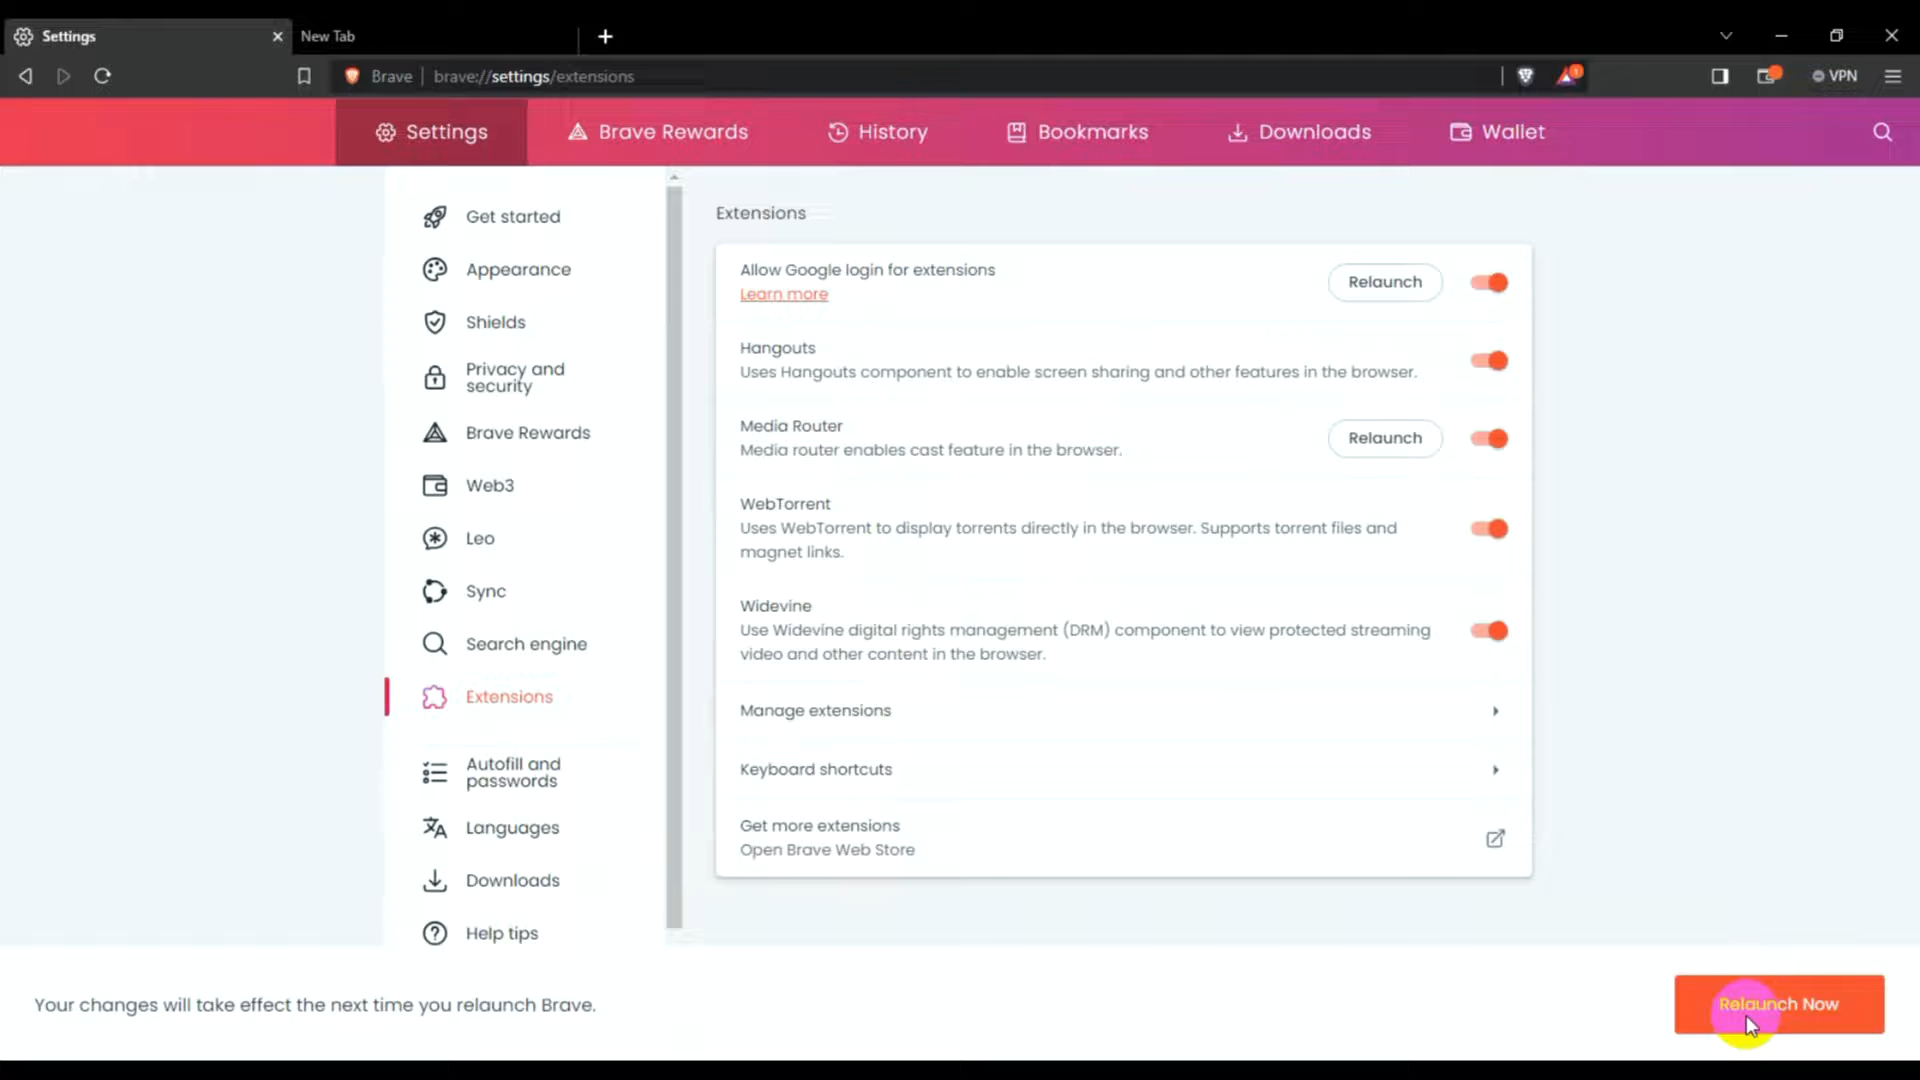 Settings
New Tab
Brave
brave://settings/extensions
1
VPN
Settings
Brave Rewards
History
Bookmarks
Downloads
Wallet
Get started
Appearance
Shields
Privacy and
security
Brave Rewards
Web3
Leo
Sync
Search engine
Extensions
Autofill and
passwords
Languages
Downloads
Help tips
Extensions
Allow Google login for extensions
Learn more
Relaunch
Hangouts
Uses Hangouts component to enable screen sharing and other features in the browser.
Media Router
Media router enables cast feature in the browser.
Relaunch
WebTorrent
Uses WebTorrent to display torrents directly in the browser. Supports torrent files and
magnet links.
Widevine
Use Widevine digital rights management (DRM) component to view protected streaming
video and other content in the browser.
Manage extensions
Keyboard shortcuts
Get more extensions
Open Brave Web Store
Your changes will take effect the next time you relaunch Brave.
Relaunch Now